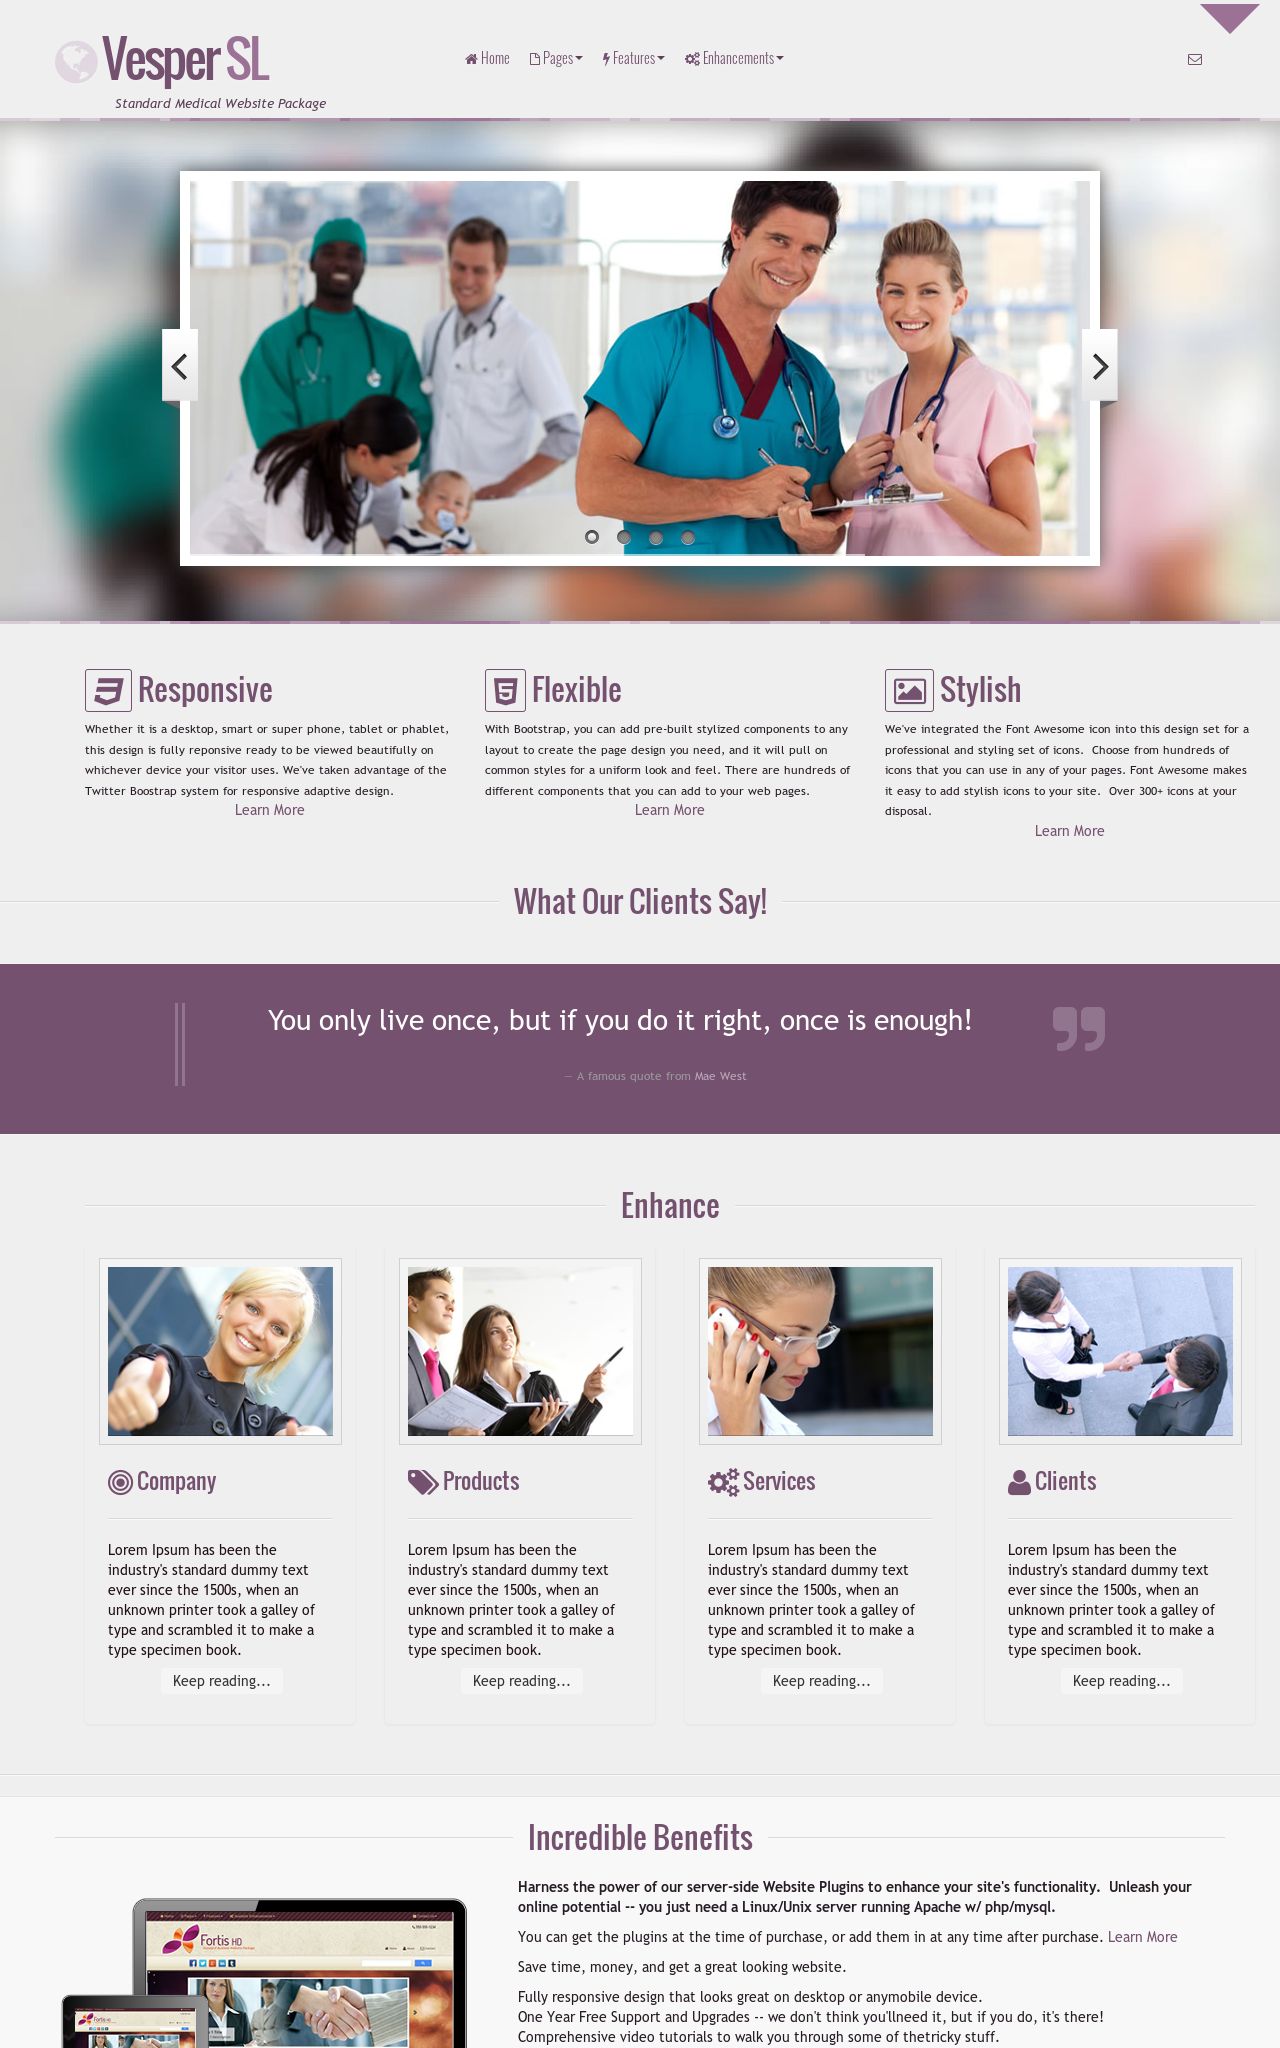 Vesper SL
Standard Medical Website Package
Home Pages Features Enhancements
Responsive
Whether it is a desktop, smart or super phone, tablet or phablet,
this design is fully reponsive ready to be viewed beautifully on
whichever device your visitor uses. We've taken advantage of the
Twitter Boostrap system for responsive adaptive design.
Learn More
Flexible
With Bootstrap, you can add pre-built stylized components to any
layout to create the page design you need, and it will pull on
common styles for a uniform look and feel. There are hundreds of
different components that you can add to your web pages.
Learn More
Stylish
We've integrated the Font Awesome icon into this design set for a
professional and styling set of icons.  Choose from hundreds of
icons that you can use in any of your pages. Font Awesome makes
it easy to add stylish icons to your site.  Over 300+ icons at your
disposal.
Learn More
What Our Clients Say!
You only live once, but if you do it right, once is enough!
— A famous quote from Mae West
Enhance
Company
Lorem Ipsum has been the
industry's standard dummy text
ever since the 1500s, when an
unknown printer took a galley of
type and scrambled it to make a
type specimen book.
Keep reading...
Products
Lorem Ipsum has been the
industry's standard dummy text
ever since the 1500s, when an
unknown printer took a galley of
type and scrambled it to make a
type specimen book.
Keep reading...
Services
Lorem Ipsum has been the
industry's standard dummy text
ever since the 1500s, when an
unknown printer took a galley of
type and scrambled it to make a
type specimen book.
Keep reading...
Clients
Lorem Ipsum has been the
industry's standard dummy text
ever since the 1500s, when an
unknown printer took a galley of
type and scrambled it to make a
type specimen book.
Keep reading...
Incredible Benefits
Fortis HD
Fortis HD
Harness the power of our server-side Website Plugins to enhance your site's functionality.  Unleash your
online potential -- you just need a Linux/Unix server running Apache w/ php/mysql.
You can get the plugins at the time of purchase, or add them in at any time after purchase. Learn More
Save time, money, and get a great looking website.
Fully responsive design that looks great on desktop or anymobile device.
One Year Free Support and Upgrades -- we don't think you'llneed it, but if you do, it's there!
Comprehensive video tutorials to walk you through some of thetricky stuff.